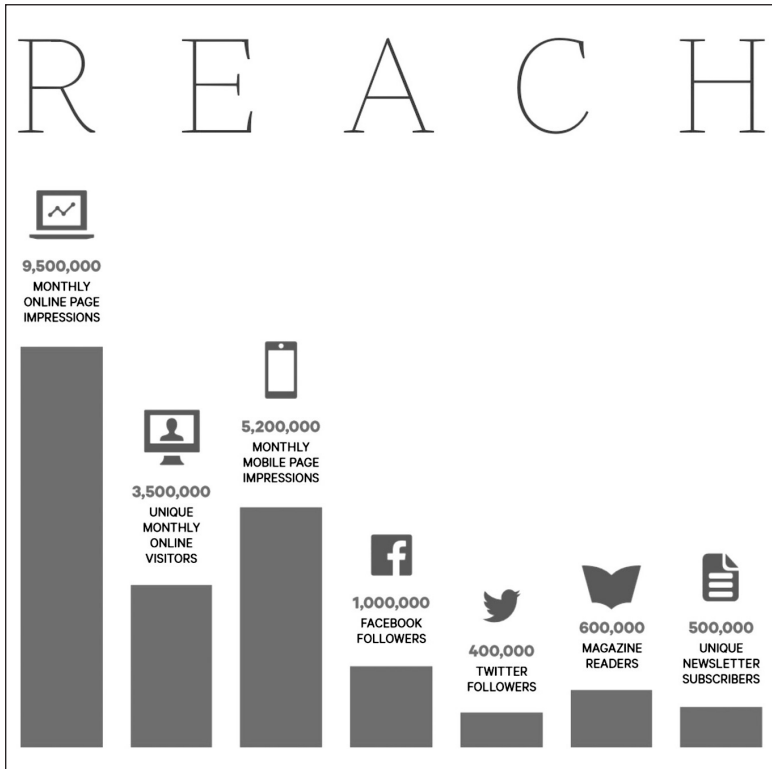 REACH
9,500,000
MONTHLY
ONLINE PAGE
IMPRESSIONS
3,500,000
UNIQUE
MONTHLY
ONLINE
VISITORS
5,200,000
MONTHLY
MOBILE PAGE
IMPRESSIONS
1,000,000
FACEBOOK
FOLLOWERS
400,000
TWITTER
FOLLOWERS
600,000
MAGAZINE
READERS
500,000
UNIQUE
NEWSLETTER
SUBSCRIBERS